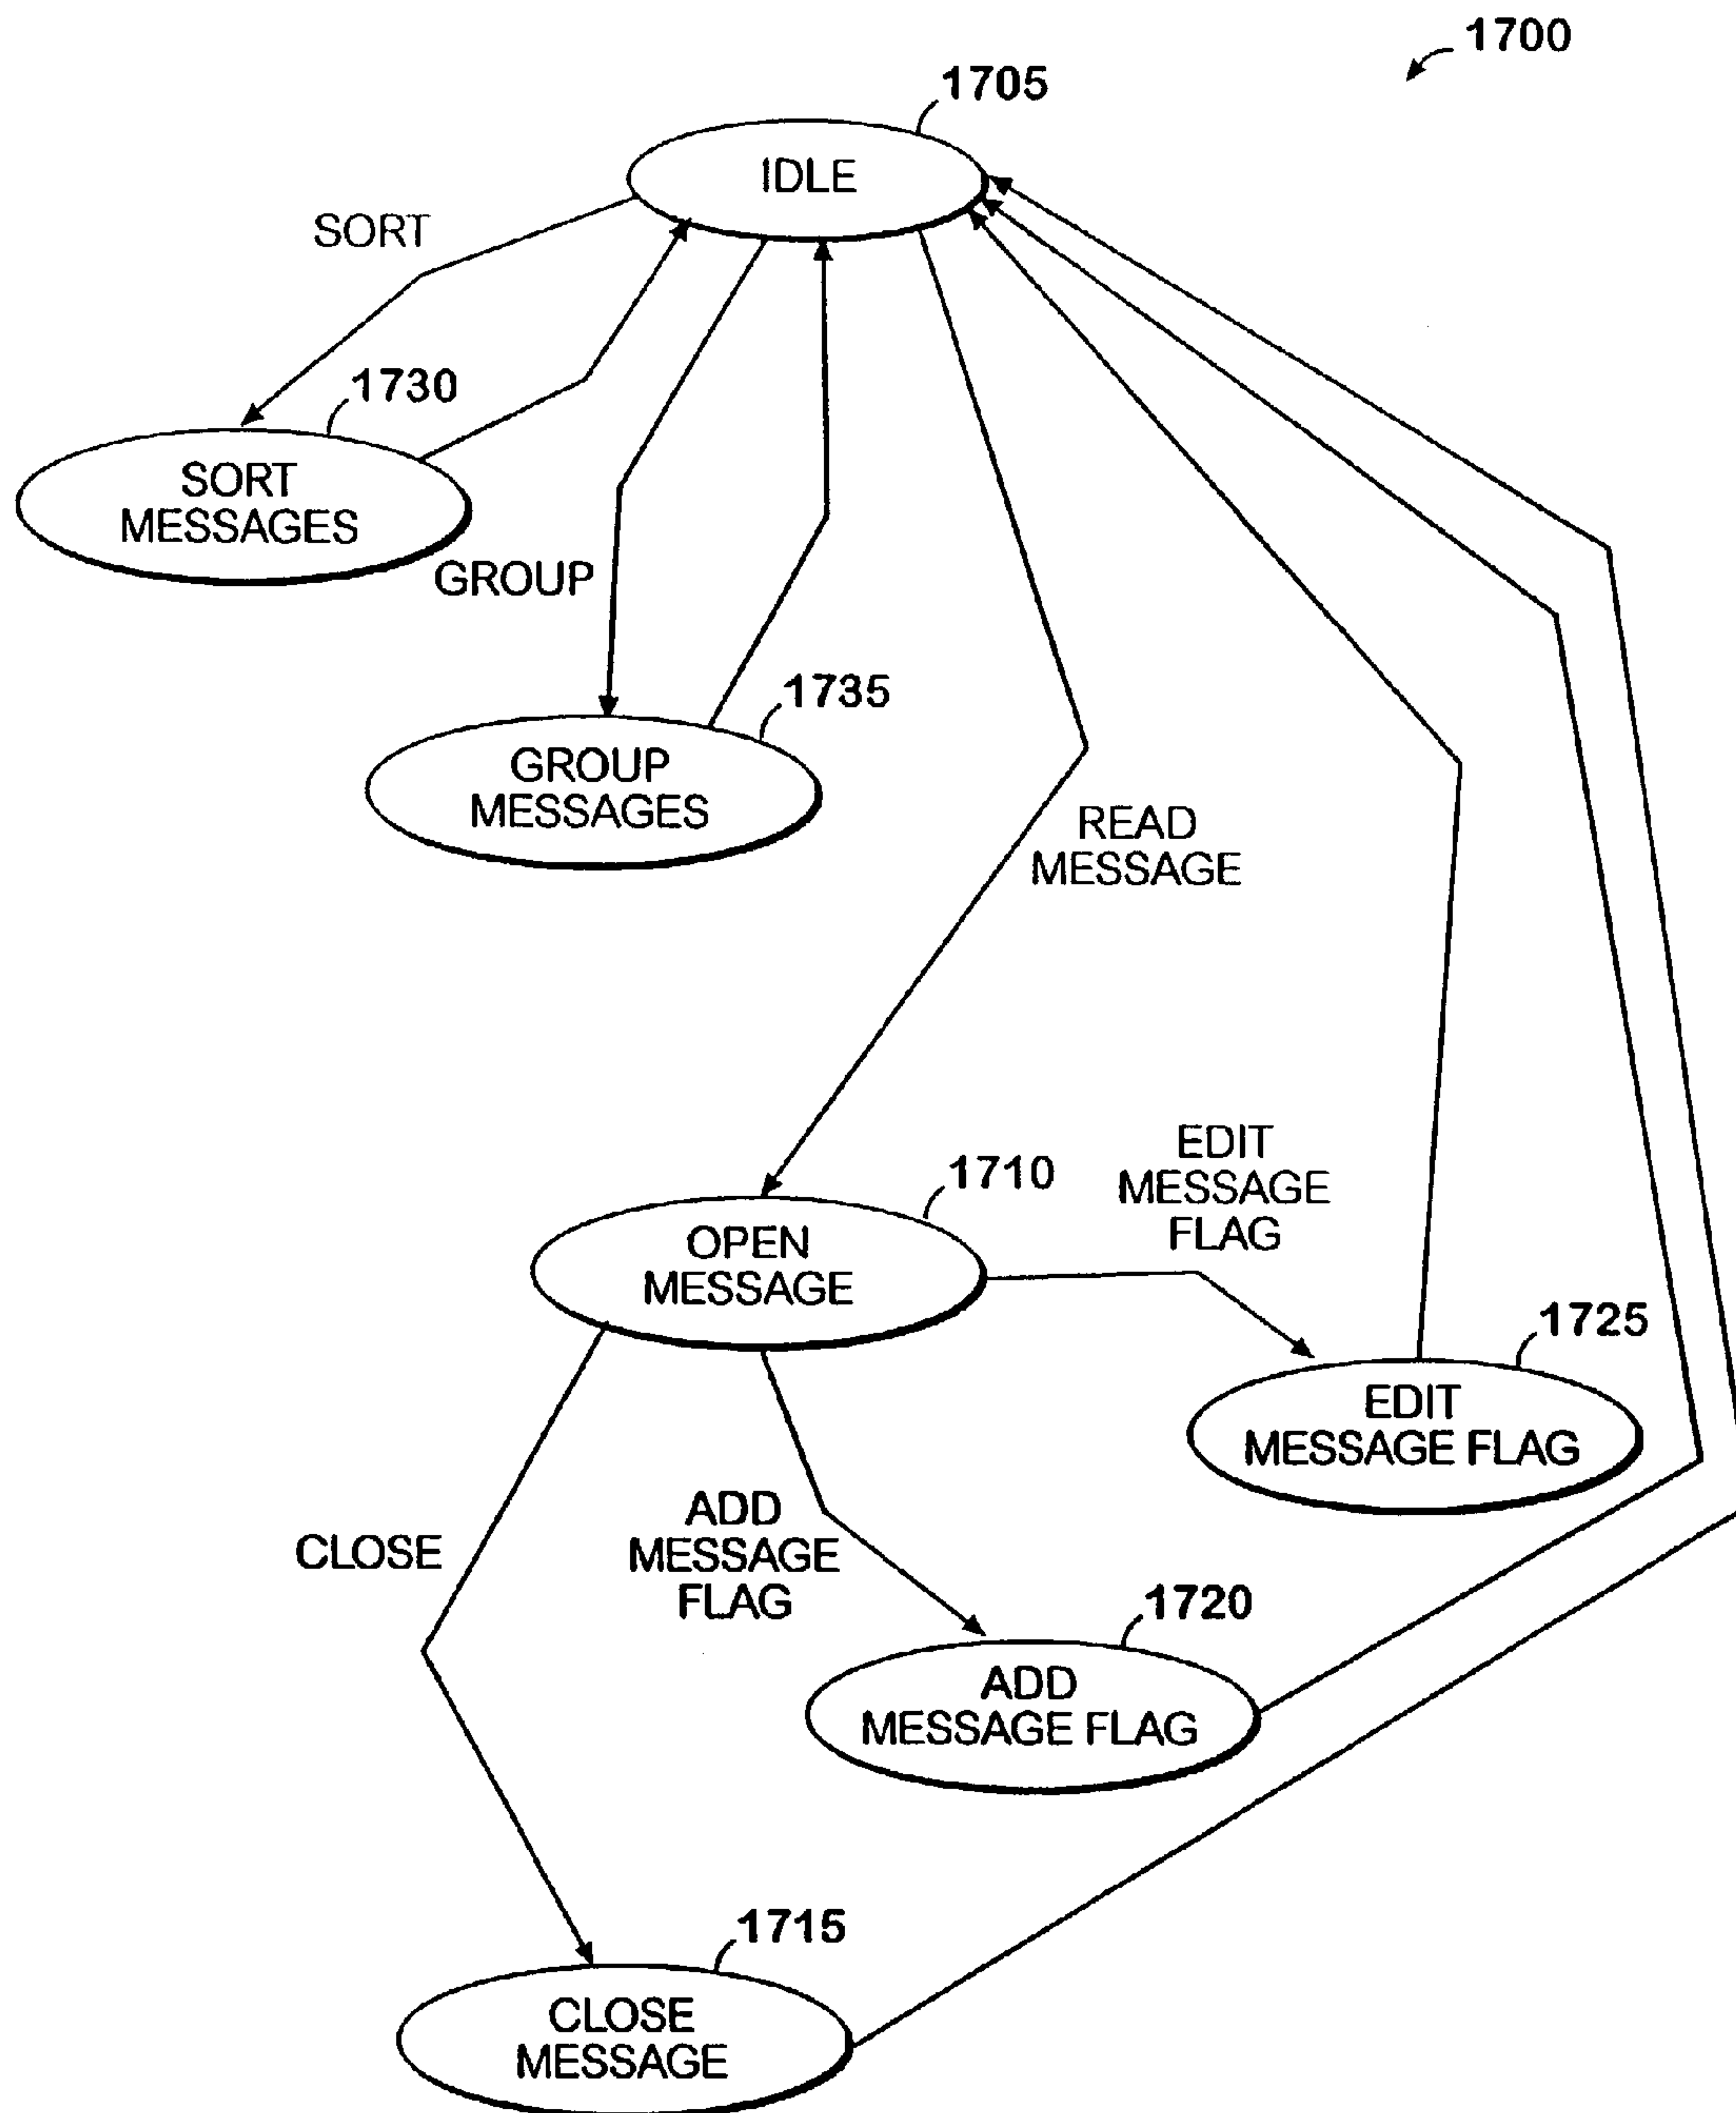 1700
1705
IDLE
SORT
1730
SORT
MESSAGES
GROUP
1735
GROUP
MESSAGES
READ
MESSAGE
1710
OPEN
MESSAGE
EDIT
MESSAGE
FLAG
1725
EDIT
MESSAGE FLAG
CLOSE
ADD
MESSAGE
FLAG
1720
ADD
MESSAGE FLAG
1715
CLOSE
MESSAGE